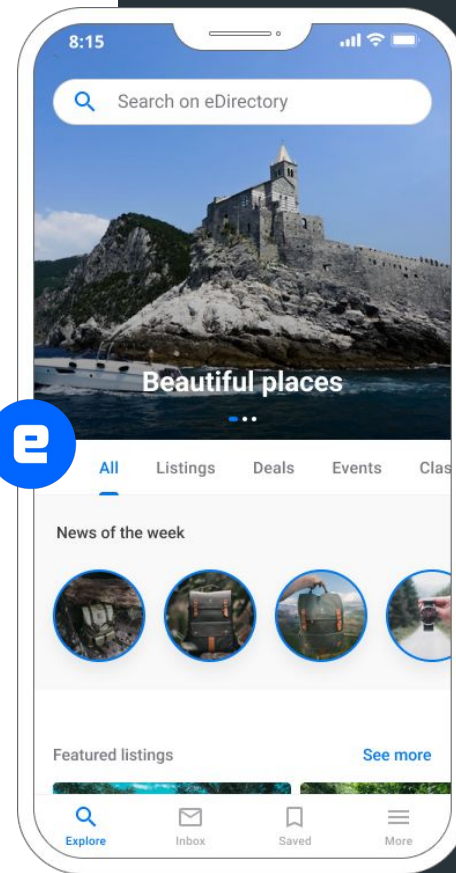 8:15
Search on eDirectory
Beautiful places
e
All Listings Deals Events Clas
News of the week
Featured listings See more
Explore Inbox Saved More